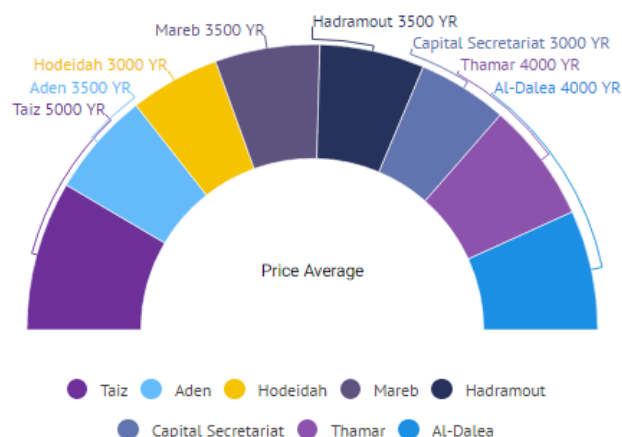 Hadramout 3500 YR
Mareb 3500 YR
Capital Secretariat 3000 YR
Hodeidah 3000 YR
Thamar 4000 YR
Aden 3500 YR
Al-Dalea 4000 YR
Taiz 5000 YR
Price Average
Taiz Aden Hodeidah Mareb Hadramout
Capital Secretariat Thamar Al-Dalea